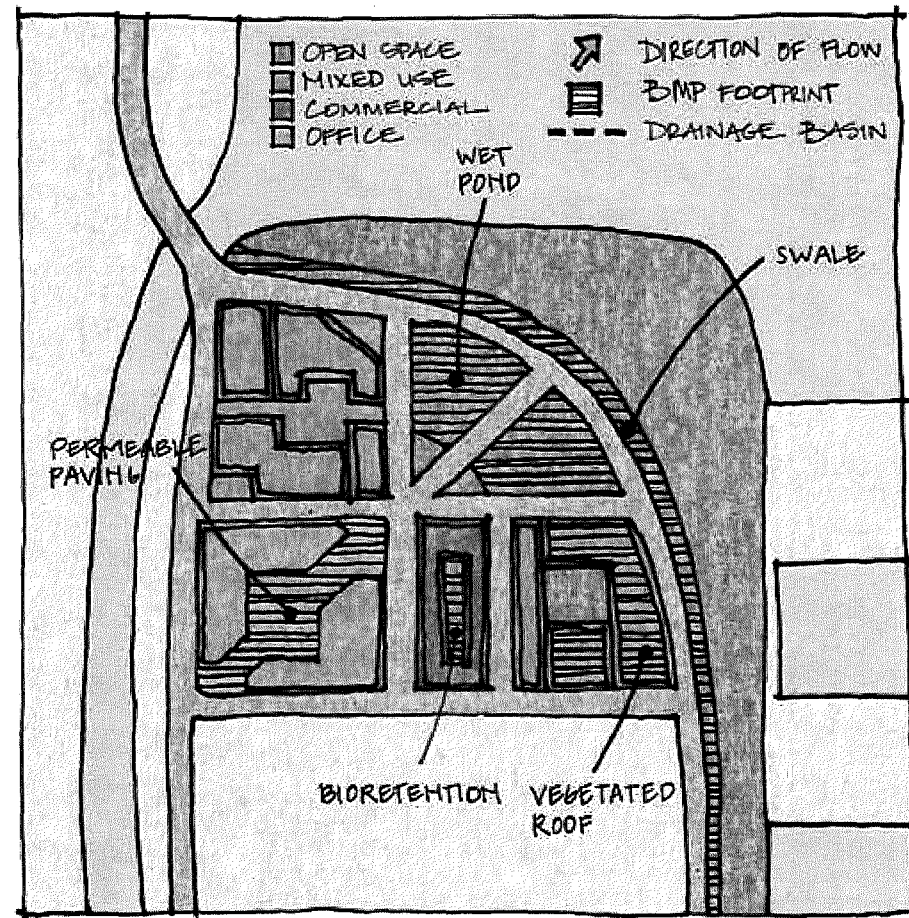 OPEN SPACE
MIXED USE
COMMERCIAL
OFFICE
DIRECTION OF FLOW
BMP FOOTPRINT
DRAINAGE BASIN
WET
POND
SWALE
PERMEABLE
PAVING
BIORETENTION
VEGETATED
ROOF